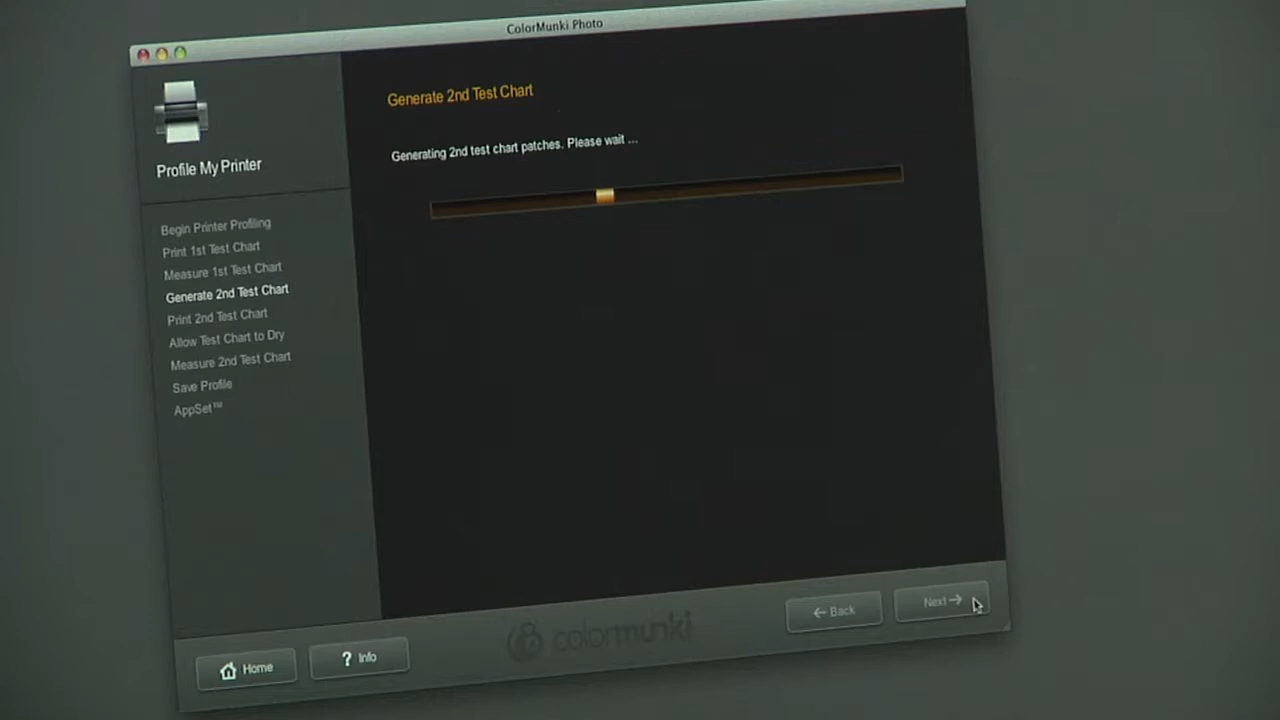 ColorMunki Photo
Profile My Printer
Begin Printer Profiling
Print 1st Test Chart
Measure 1st Test Chart
Generate 2nd Test Chart
Print 2nd Test Chart
Allow Test Chart to Dry
Measure 2nd Test Chart
Save Profile
AppSet™
Generate 2nd Test Chart
Generating 2nd test chart patches. Please wait ...
Home
? Info
colormunki
← Back
Next →